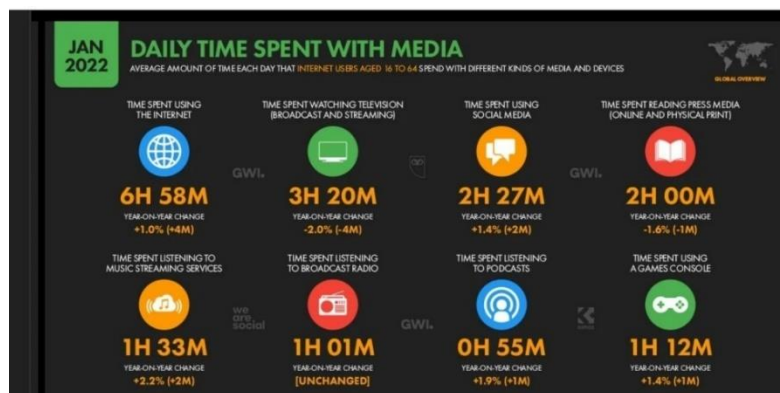 JAN
2022
DAILY TIME SPENT WITH MEDIA
AVERAGE AMOUNT OF TIME EACH DAY THAT INTERNET USERS AGED 16 TO 64 SPEND WITH DIFFERENT KINDS OF MEDIA AND DEVICES
GLOBAL OVERVIEW
TIME SPENT USING
THE INTERNET
6H 58M
YEAR-ON-YEAR CHANGE
+1.0% (+4M)
GWI.
TIME SPENT WATCHING TELEVISION
(BROADCAST AND STREAMING)
3H 20M
YEAR-ON-YEAR CHANGE
-2.0% (-4M)
TIME SPENT USING
SOCIAL MEDIA
2H 27M
YEAR-ON-YEAR CHANGE
+1.4% (+2M)
GWI.
TIME SPENT READING PRESS MEDIA
(ONLINE AND PHYSICAL PRINT)
2H 00M
YEAR-ON-YEAR CHANGE
-1.6% (-1M)
TIME SPENT LISTENING TO
MUSIC STREAMING SERVICES
1H 33M
YEAR-ON-YEAR CHANGE
+2.2% (+2M)
we
are
social
TIME SPENT LISTENING
TO BROADCAST RADIO
1H 01M
YEAR-ON-YEAR CHANGE
[UNCHANGED]
GWI.
TIME SPENT LISTENING
TO PODCASTS
0H 55M
YEAR-ON-YEAR CHANGE
+1.9% (+1M)
TIME SPENT USING
A GAMES CONSOLE
1H 12M
YEAR-ON-YEAR CHANGE
+1.4% (+1M)